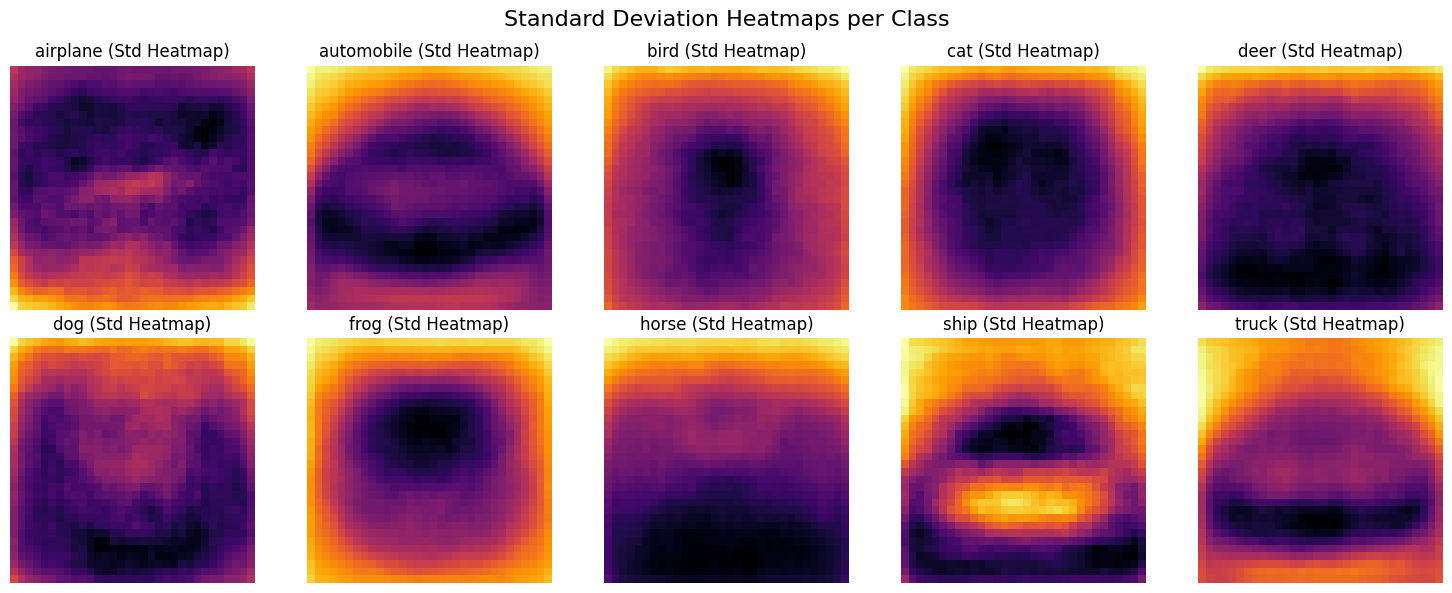 Standard Deviation Heatmaps per Class
airplane (Std Heatmap)
automobile (Std Heatmap)
bird (Std Heatmap)
cat (Std Heatmap)
deer (Std Heatmap)
dog (Std Heatmap)
frog (Std Heatmap)
horse (Std Heatmap)
ship (Std Heatmap)
truck (Std Heatmap)